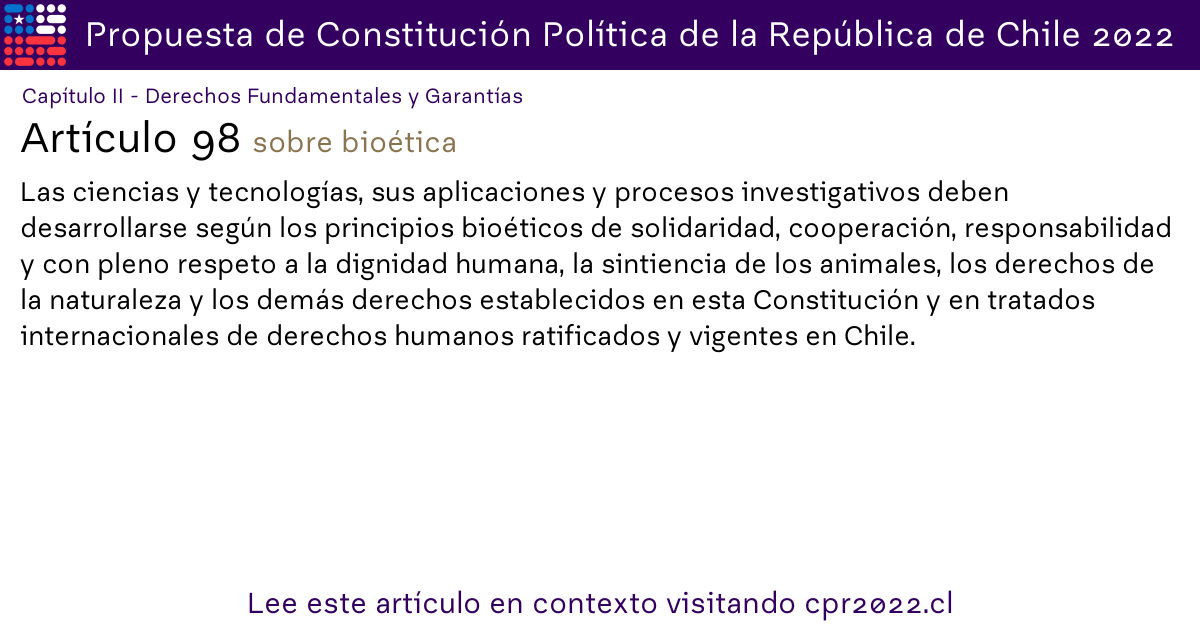 Propuesta de Constitución Política de la República de Chile 2022
Capítulo II - Derechos Fundamentales y Garantías
Artículo 98 sobre bioética
Las ciencias y tecnologías, sus aplicaciones y procesos investigativos deben
desarrollarse según los principios bioéticos de solidaridad, cooperación, responsabilidad
y con pleno respeto a la dignidad humana, la sintiencia de los animales, los derechos de
la naturaleza y los demás derechos establecidos en esta Constitución y en tratados
internacionales de derechos humanos ratificados y vigentes en Chile.
Lee este artículo en contexto visitando cpr2022.cl